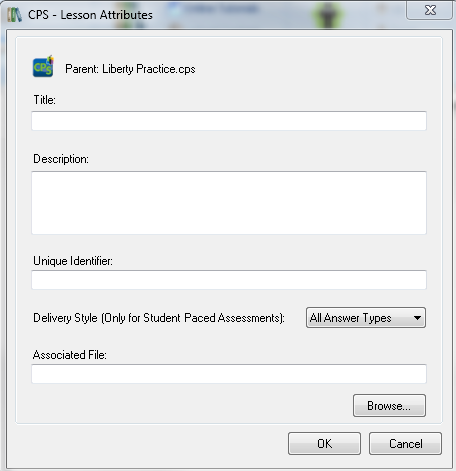 CPS - Lesson Attributes
CPS
Parent: Liberty Practice.cps
Title:
Description:
Unique Identifier:
Delivery Style (Only for Student Paced Assessments): All Answer Types
Associated File:
Browse...
OK Cancel